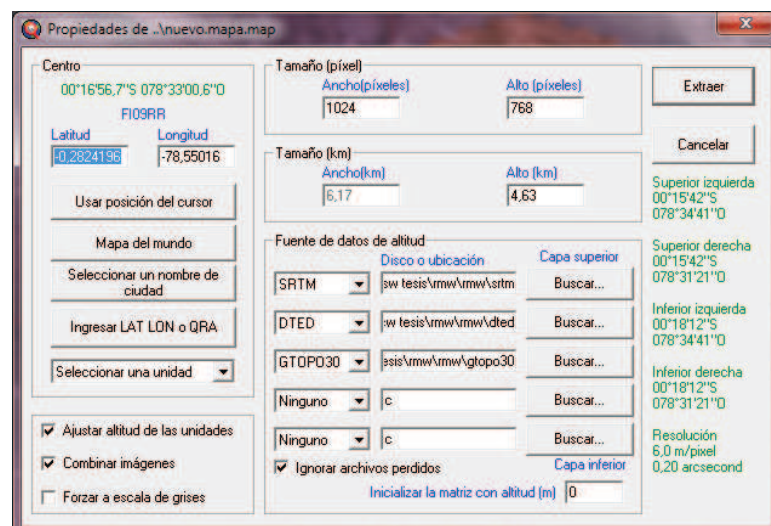 Propiedades de ..\nuevo.mapa.map
Centro
00°16'56,7"S 078°33'00,6"O
FI09RR
Latitud Longitud
-0,2824196 -78,55016
Usar posición del cursor
Mapa del mundo
Seleccionar un nombre de
ciudad
Ingresar LAT LON o QRA
Seleccionar una unidad
Ajustar altitud de las unidades
Combinar imágenes
Forzar a escala de grises
Tamaño (píxel)
Ancho(píxeles) Alto (píxeles)
1024 768
Tamaño (km)
Ancho(km) Alto (km)
6,17 4,63
Fuente de datos de altitud
Disco o ubicación Capa superior
SRTM sw tesis\rmw\rmw\srtm Buscar...
DTED sw tesis\rmw\rmw\dted Buscar...
GTOPO30 esis\rmw\rmw\gtopo30 Buscar...
Ninguno c Buscar...
Ninguno c Buscar...
Ignorar archivos perdidos Capa inferior
Inicializar la matriz con altitud (m) 0
Extraer
Cancelar
Superior izquierda
00°15'42"S
078°34'41"O
Superior derecha
00°15'42"S
078°31'21"O
Inferior izquierda
00°18'12"S
078°34'41"O
Inferior derecha
00°18'12"S
078°31'21"O
Resolución
6,0 m/pixel
0,20 arcsecond